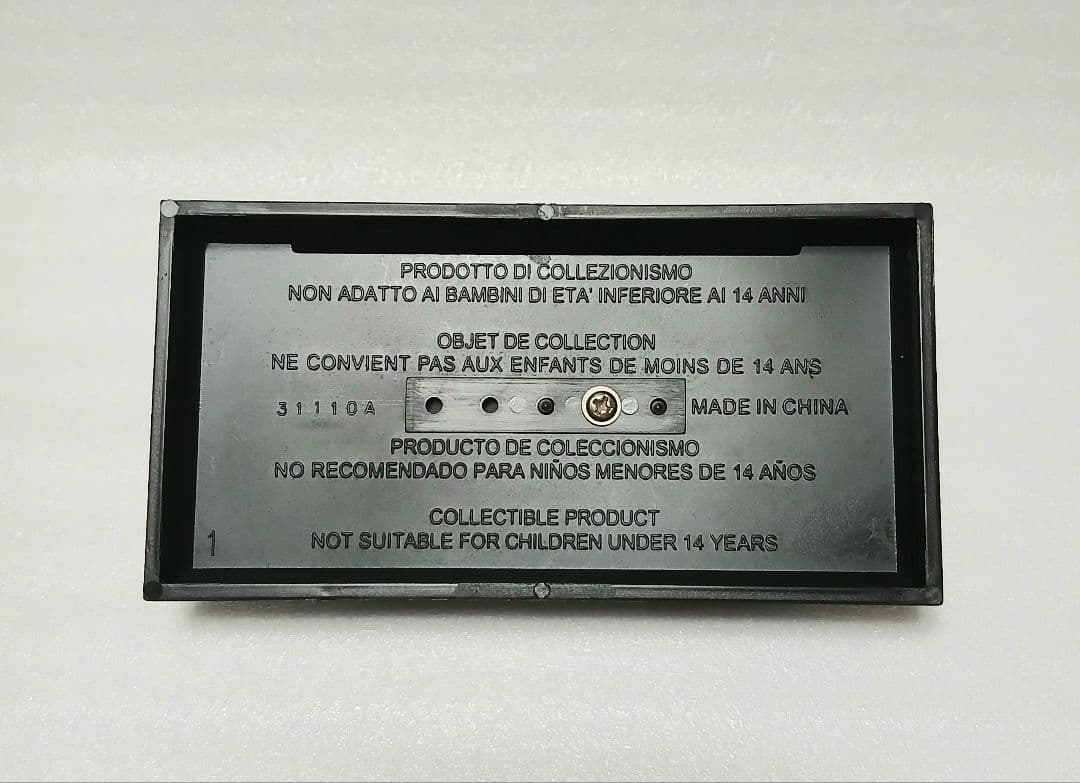 PRODOTTO DI COLLEZIONISMO
NON ADATTO AI BAMBINI DI ETA' INFERIORE AI 14 ANNI
OBJET DE COLLECTION
NE CONVIENT PAS AUX ENFANTS DE MOINS DE 14 ANS
31110A MADE IN CHINA
PRODUCTO DE COLECCIONISMO
NO RECOMENDADO PARA NIÑOS MENORES DE 14 AÑOS
COLLECTIBLE PRODUCT
1 NOT SUITABLE FOR CHILDREN UNDER 14 YEARS